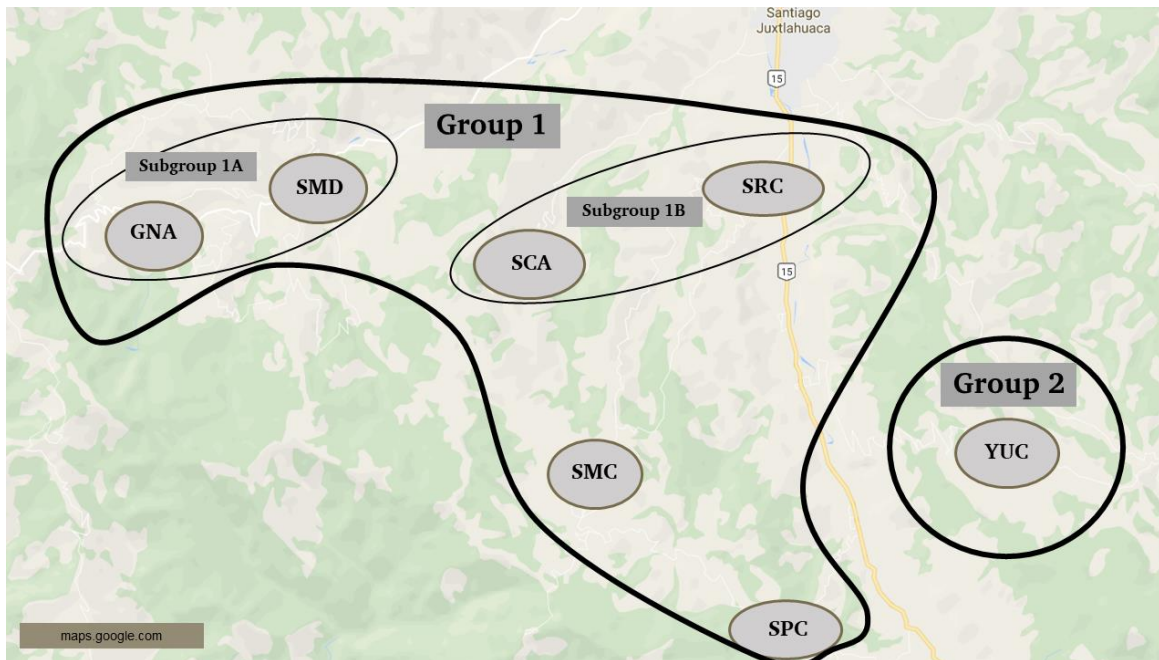 Santiago
Juxtlahuaca
15
Group 1
Subgroup 1A
SMD
SRC
Subgroup 1B
GNA
SCA
15
Group 2
YUC
SMC
SPC
maps.google.com